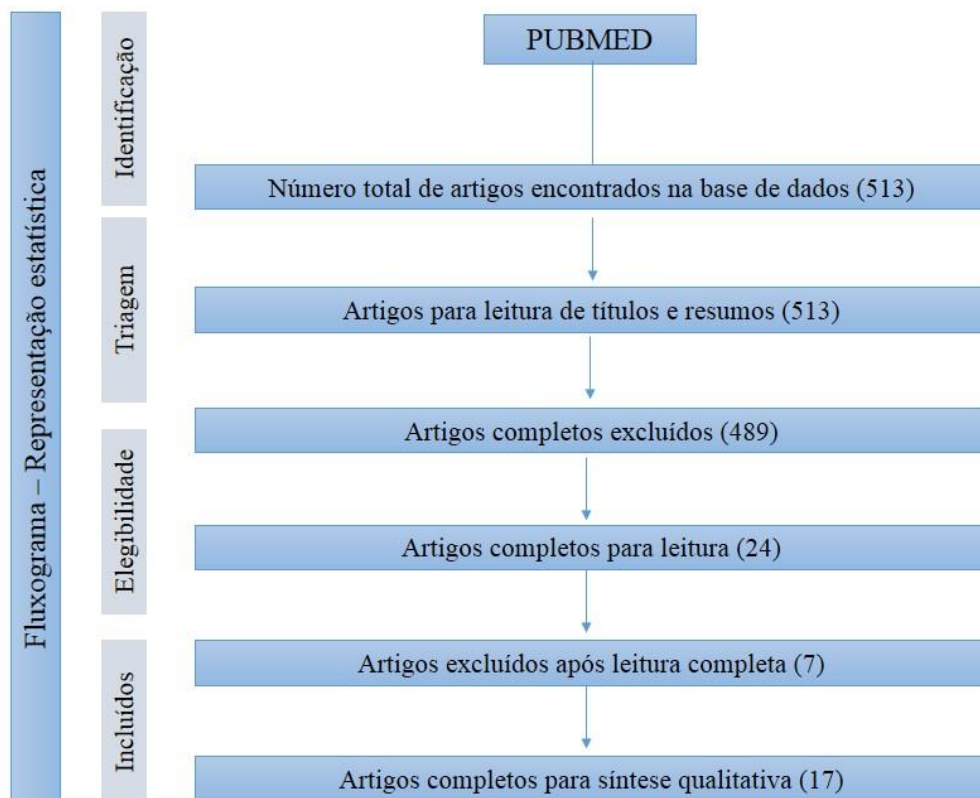 Fluxograma – Representação estatística
Identificação
PUBMED
Número total de artigos encontrados na base de dados (513)
Triagem
Artigos para leitura de títulos e resumos (513)
Artigos completos excluídos (489)
Elegibilidade
Artigos completos para leitura (24)
Incluídos
Artigos excluídos após leitura completa (7)
Artigos completos para síntese qualitativa (17)